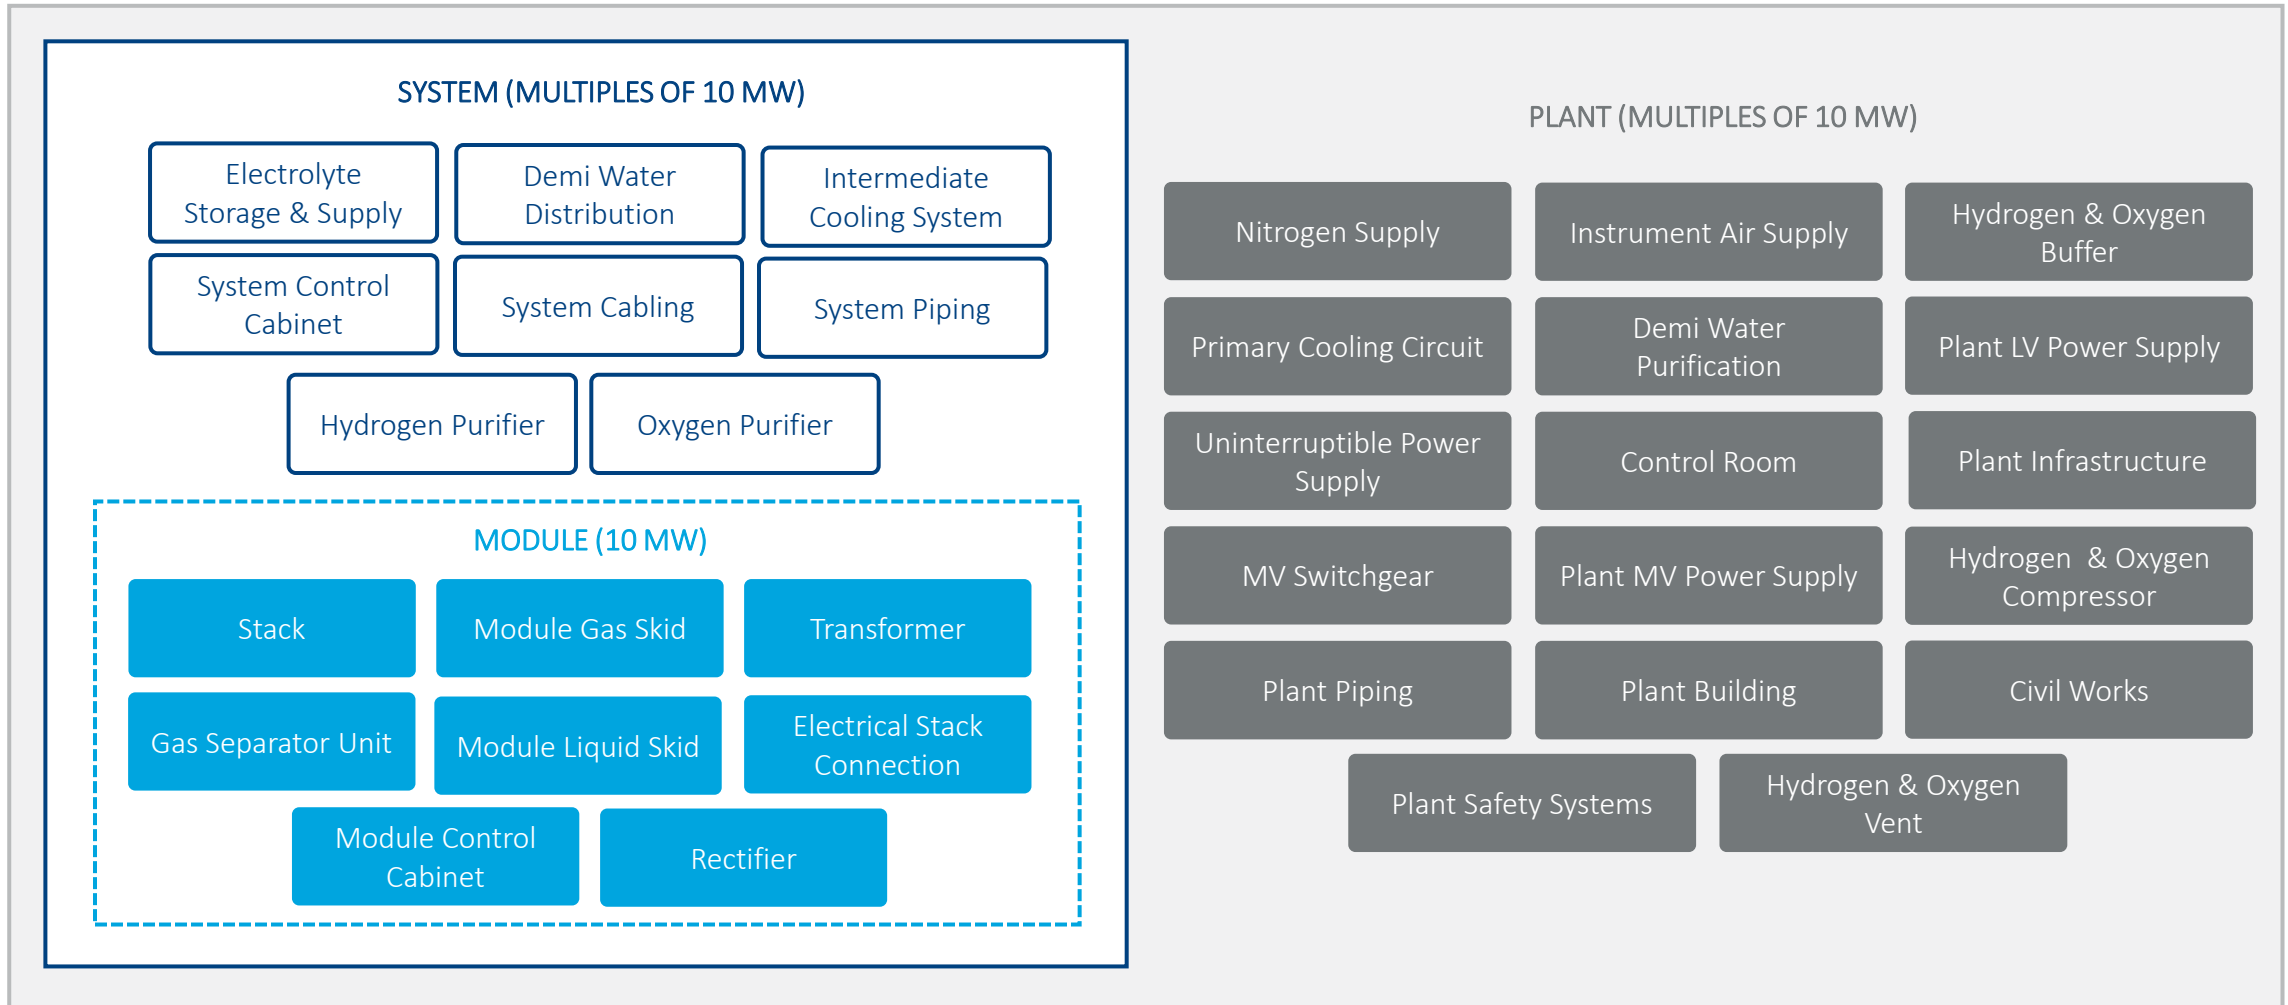 SYSTEM (MULTIPLES OF 10 MW)
Electrolyte
Storage & Supply
Demi Water
Distribution
Intermediate
Cooling System
System Control
Cabinet
System Cabling
System Piping
Hydrogen Purifier
Oxygen Purifier
MODULE (10 MW)
Stack
Module Gas Skid
Transformer
Gas Separator Unit
Module Liquid Skid
Electrical Stack
Connection
Module Control
Cabinet
Rectifier
PLANT (MULTIPLES OF 10 MW)
Nitrogen Supply
Instrument Air Supply
Hydrogen & Oxygen
Buffer
Primary Cooling Circuit
Demi Water
Purification
Plant LV Power Supply
Uninterruptible Power
Supply
Control Room
Plant Infrastructure
MV Switchgear
Plant MV Power Supply
Hydrogen & Oxygen
Compressor
Plant Piping
Plant Building
Civil Works
Plant Safety Systems
Hydrogen & Oxygen
Vent